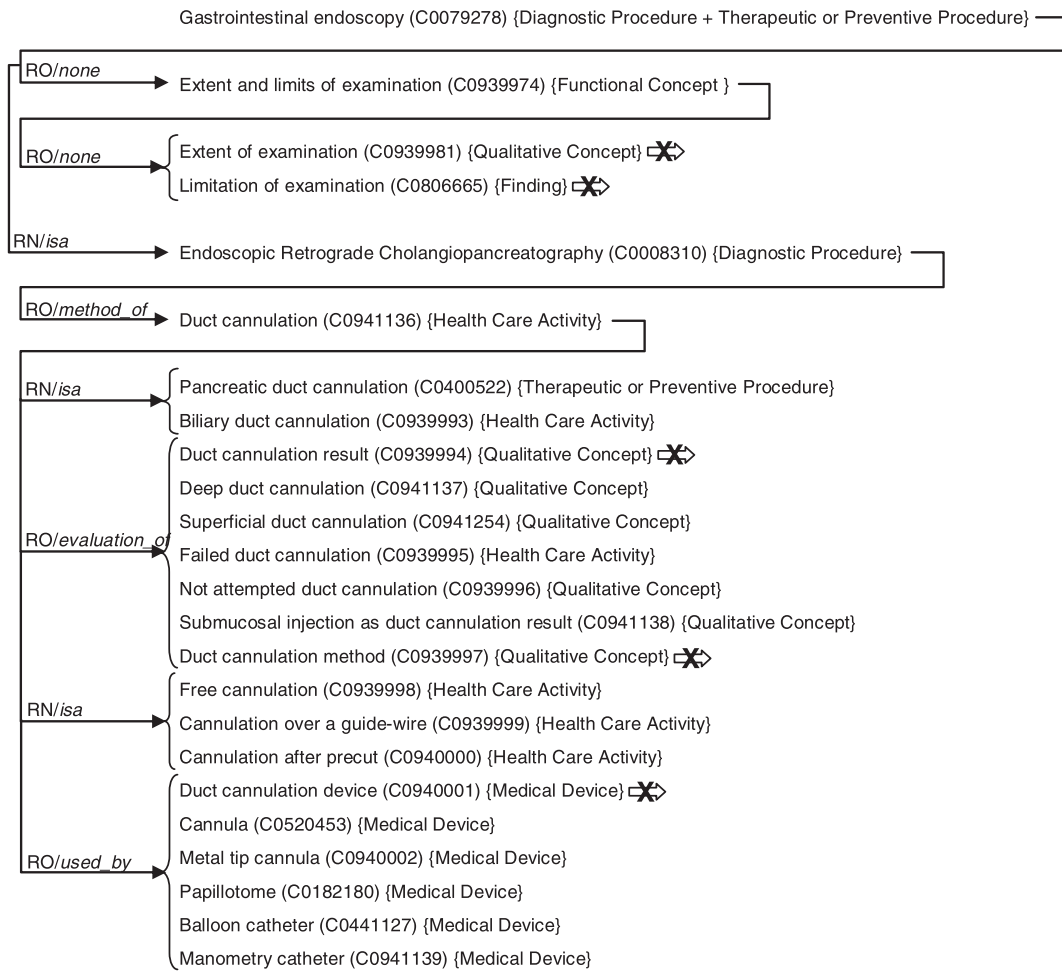 Gastrointestinal endoscopy (C0079278) {Diagnostic Procedure + Therapeutic or Preventive Procedure}
RO/none
Extent and limits of examination (C0939974) {Functional Concept }
RO/none
Extent of examination (C0939981) {Qualitative Concept}
Limitation of examination (C0806665) {Finding}
RN/isa
Endoscopic Retrograde Cholangiopancreatography (C0008310) {Diagnostic Procedure}
RO/method_of
Duct cannulation (C0941136) {Health Care Activity}
RN/isa
Pancreatic duct cannulation (C0400522) {Therapeutic or Preventive Procedure}
Biliary duct cannulation (C0939993) {Health Care Activity}
Duct cannulation result (C0939994) {Qualitative Concept}
Deep duct cannulation (C0941137) {Qualitative Concept}
Superficial duct cannulation (C0941254) {Qualitative Concept}
RO/evaluation_of
Failed duct cannulation (C0939995) {Health Care Activity}
Not attempted duct cannulation (C0939996) {Qualitative Concept}
Submucosal injection as duct cannulation result (C0941138) {Qualitative Concept}
Duct cannulation method (C0939997) {Qualitative Concept}
Free cannulation (C0939998) {Health Care Activity}
RN/isa
Cannulation over a guide-wire (C0939999) {Health Care Activity}
Cannulation after precut (C0940000) {Health Care Activity}
Duct cannulation device (C0940001) {Medical Device}
Cannula (C0520453) {Medical Device}
RO/used_by
Metal tip cannula (C0940002) {Medical Device}
Papillotome (C0182180) {Medical Device}
Balloon catheter (C0441127) {Medical Device}
Manometry catheter (C0941139) {Medical Device}